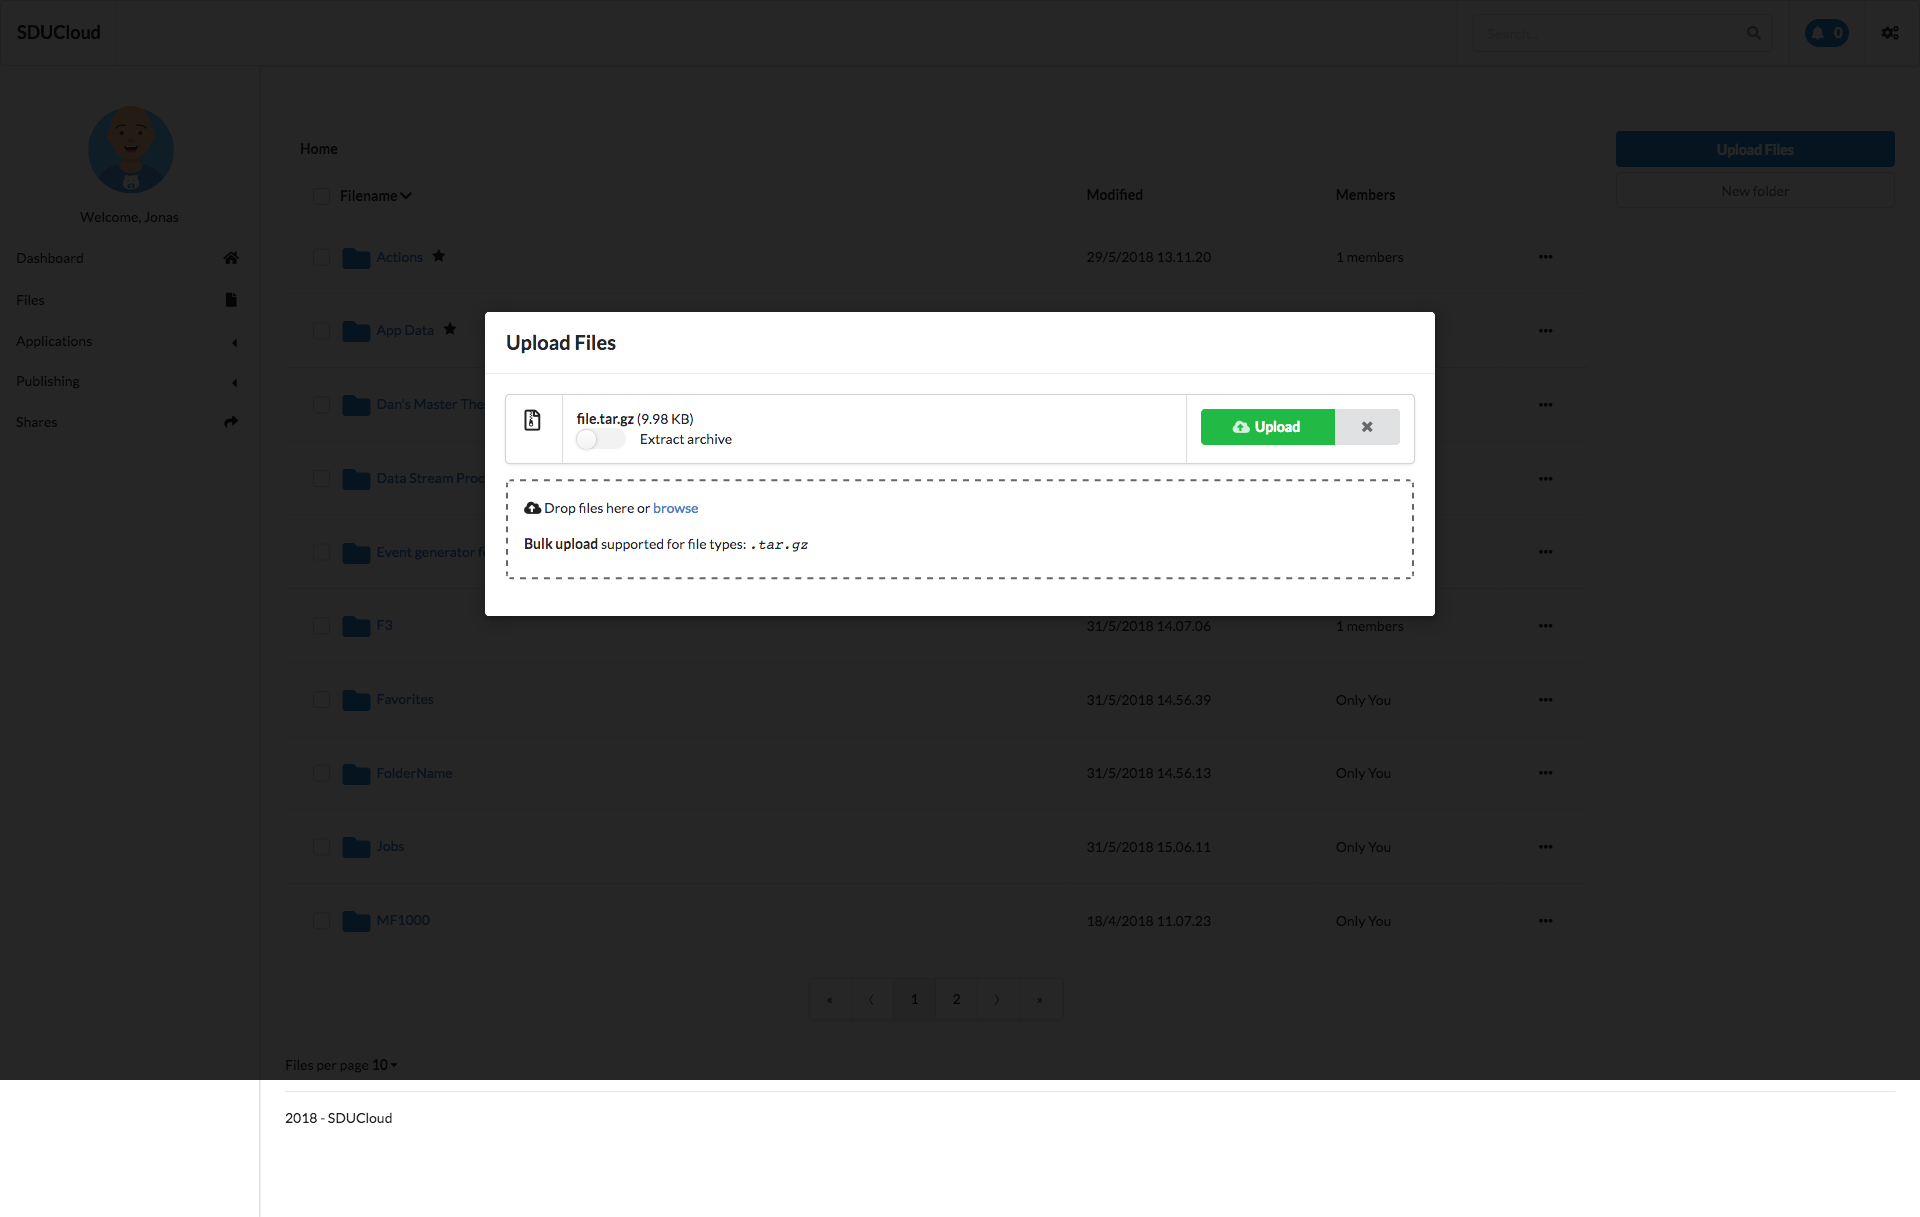 SDUCloud
Search...
0
Welcome, Jonas
Dashboard
Files
Applications
Publishing
Shares
Home
Filename Modified Members
Actions 29/5/2018 13.11.20 1 members
App Data
Dan's Master The
Data Stream Proc
Event generator f
F3 31/5/2018 14.07.06 1 members
Favorites 31/5/2018 14.56.39 Only You
FolderName 31/5/2018 14.56.13 Only You
Jobs 31/5/2018 15.06.11 Only You
MF1000 18/4/2018 11.07.23 Only You
« ⟨ 1 2 ⟩ »
Files per page 10
2018 - SDUCloud
Upload Files
New folder
Upload Files
file.tar.gz (9.98 KB)
Extract archive
Upload
Drop files here or browse
Bulk upload supported for file types: .tar.gz